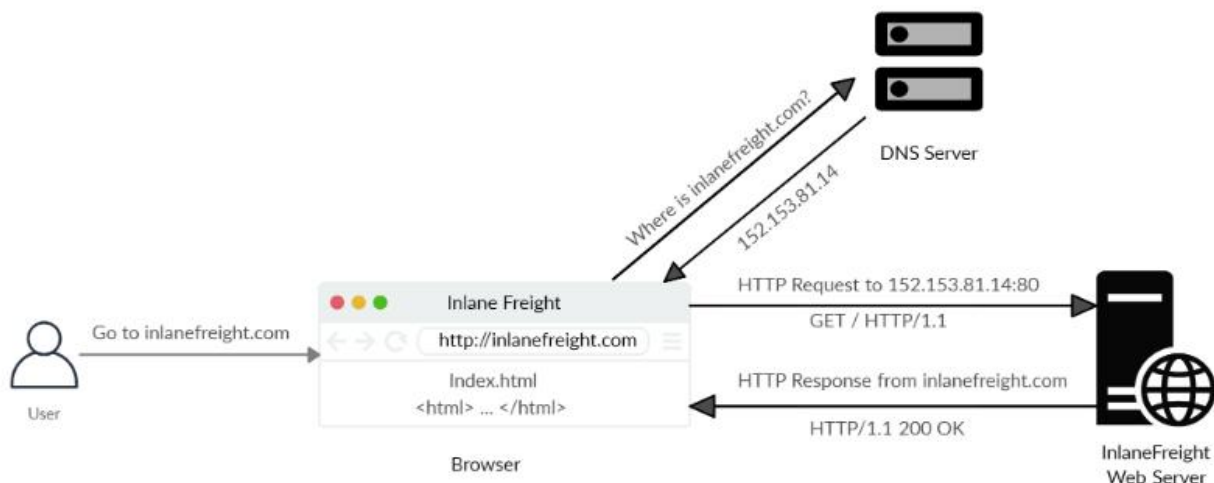 Where is inlanefreight.com?
152.153.81.14
DNS Server
Go to inlanefreight.com
User
Inlane Freight
http://inlanefreight.com
Index.html
<html> ... </html>
Browser
HTTP Request to 152.153.81.14:80
GET / HTTP/1.1
HTTP Response from inlanefreight.com
HTTP/1.1 200 OK
InlaneFreight
Web Server